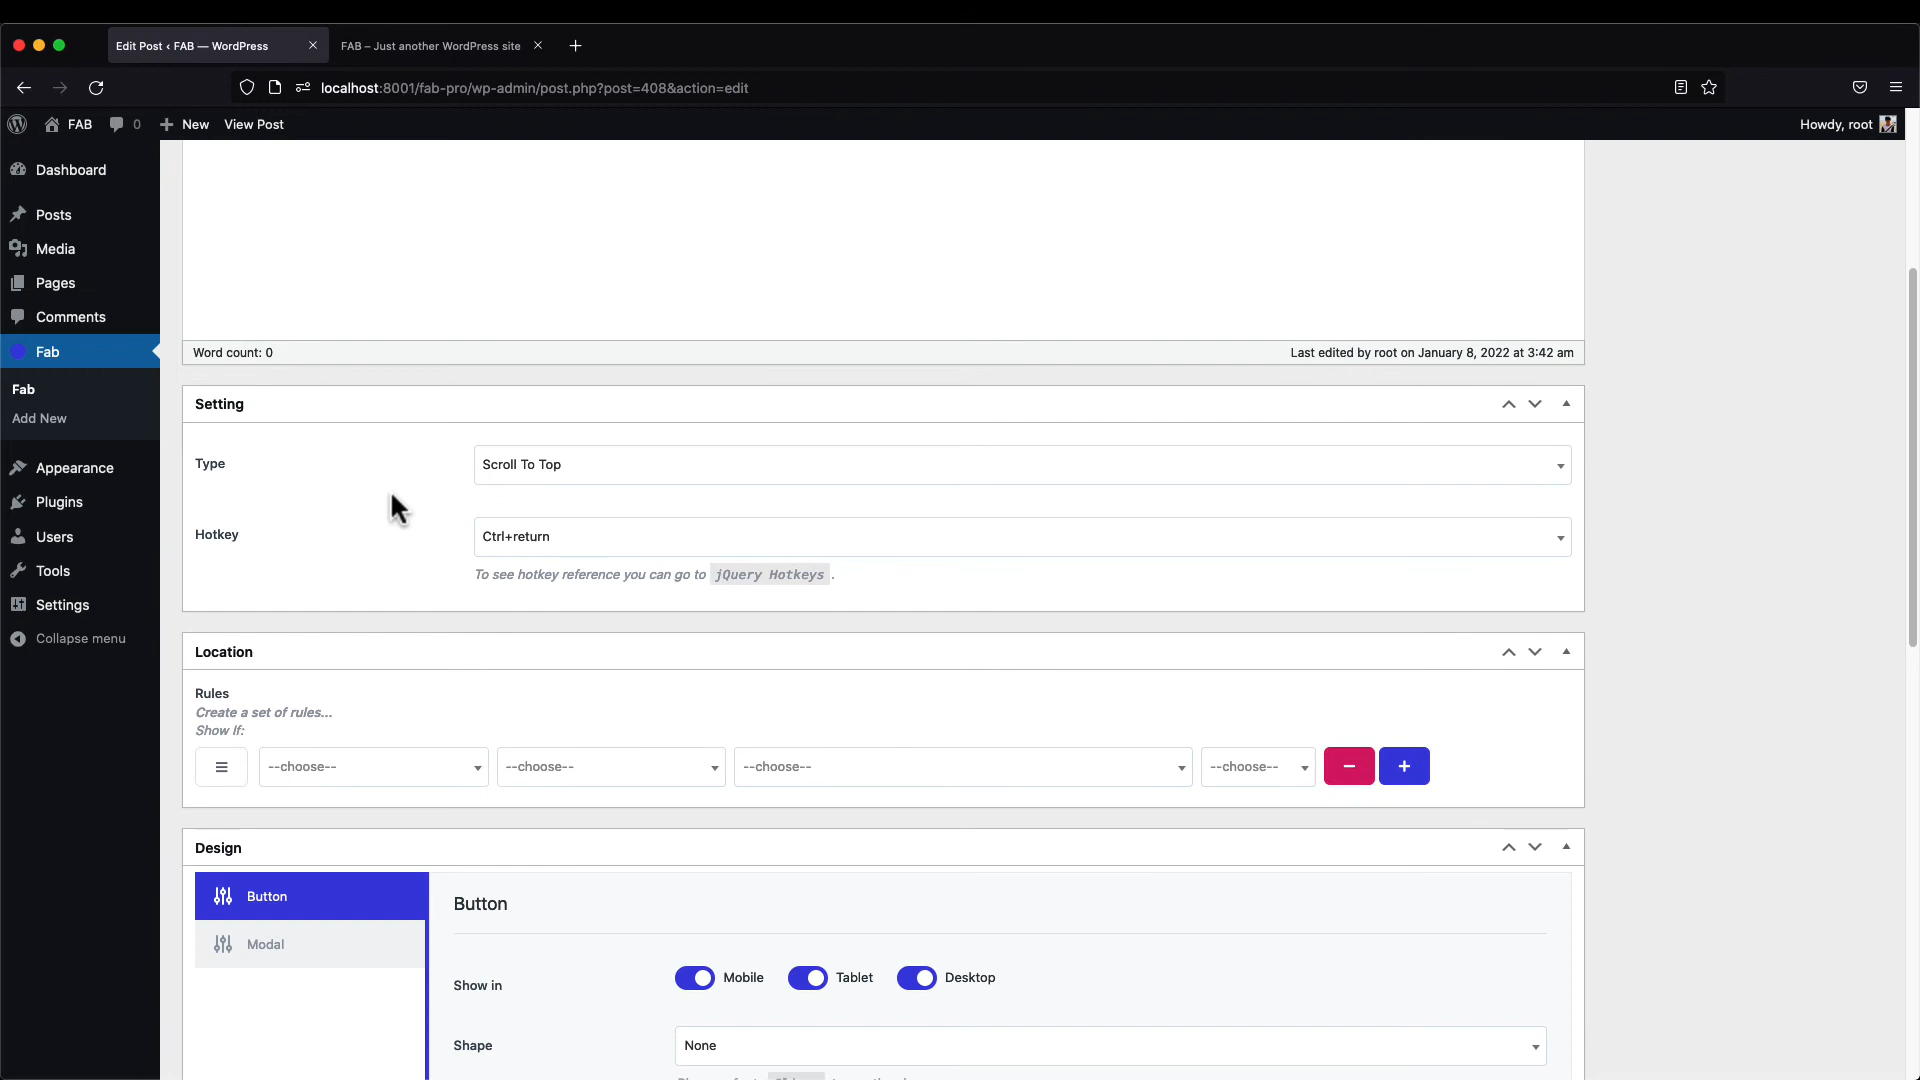 Edit Post ‹ FAB — WordPress
FAB – Just another WordPress site
localhost:8001/fab-pro/wp-admin/post.php?post=408&action=edit
FAB 0 New View Post Howdy, root
Dashboard
Posts
Media
Pages
Comments
Fab
Fab
Add New
Appearance
Plugins
Users
Tools
Settings
Collapse menu
Word count: 0 Last edited by root on January 8, 2022 at 3:42 am
Setting
Type Scroll To Top
Hotkey Ctrl+return
To see hotkey reference you can go to jQuery Hotkeys .
Location
Rules
Create a set of rules...
Show If:
--choose-- --choose-- --choose-- --choose--
Design
Button
Modal
Button
Show in Mobile Tablet Desktop
Shape None